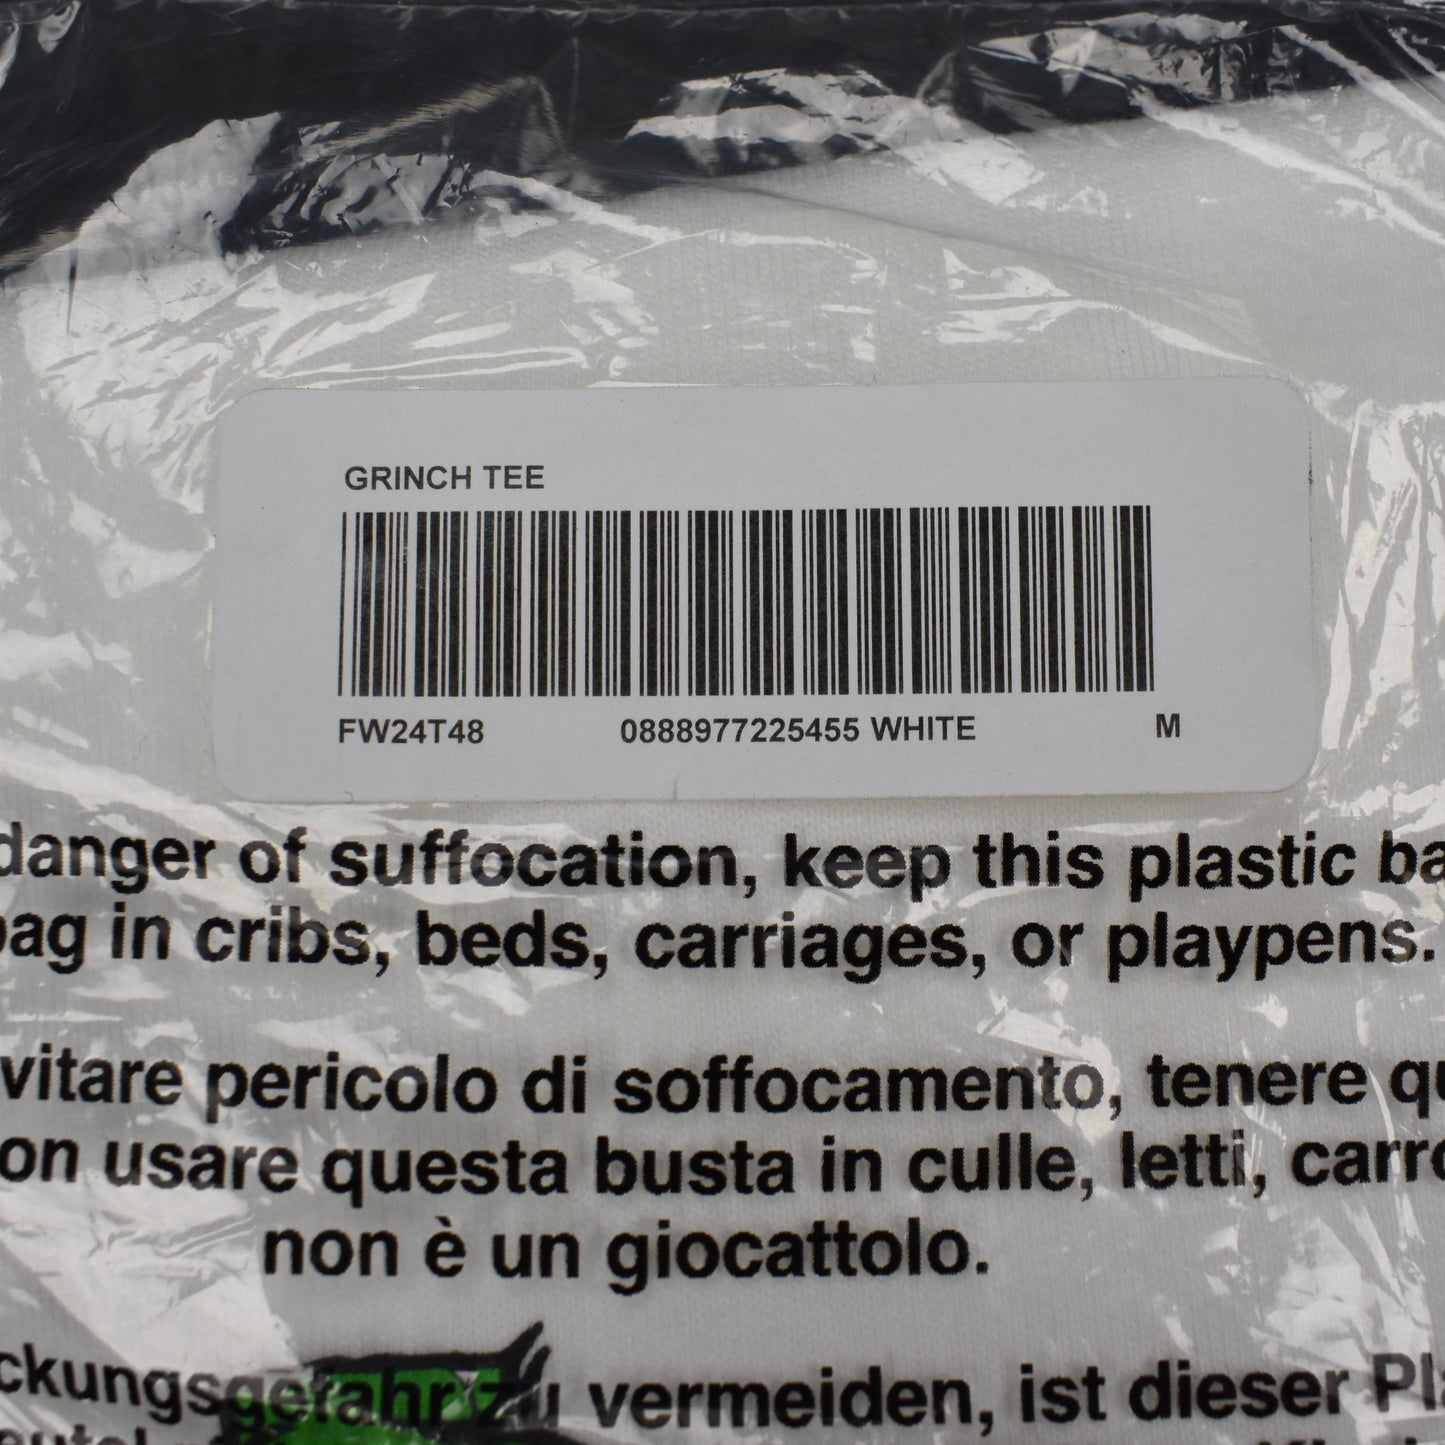 GRINCH TEE
FW24T48 0888977225455 WHITE M
danger of suffocation, keep this plastic ba
bag in cribs, beds, carriages, or playpens.
vitare pericolo di soffocamento, tenere qu
on usare questa busta in culle, letti, carro
non è un giocattolo.
ckungsgefahr zu vermeiden, ist dieser Pla